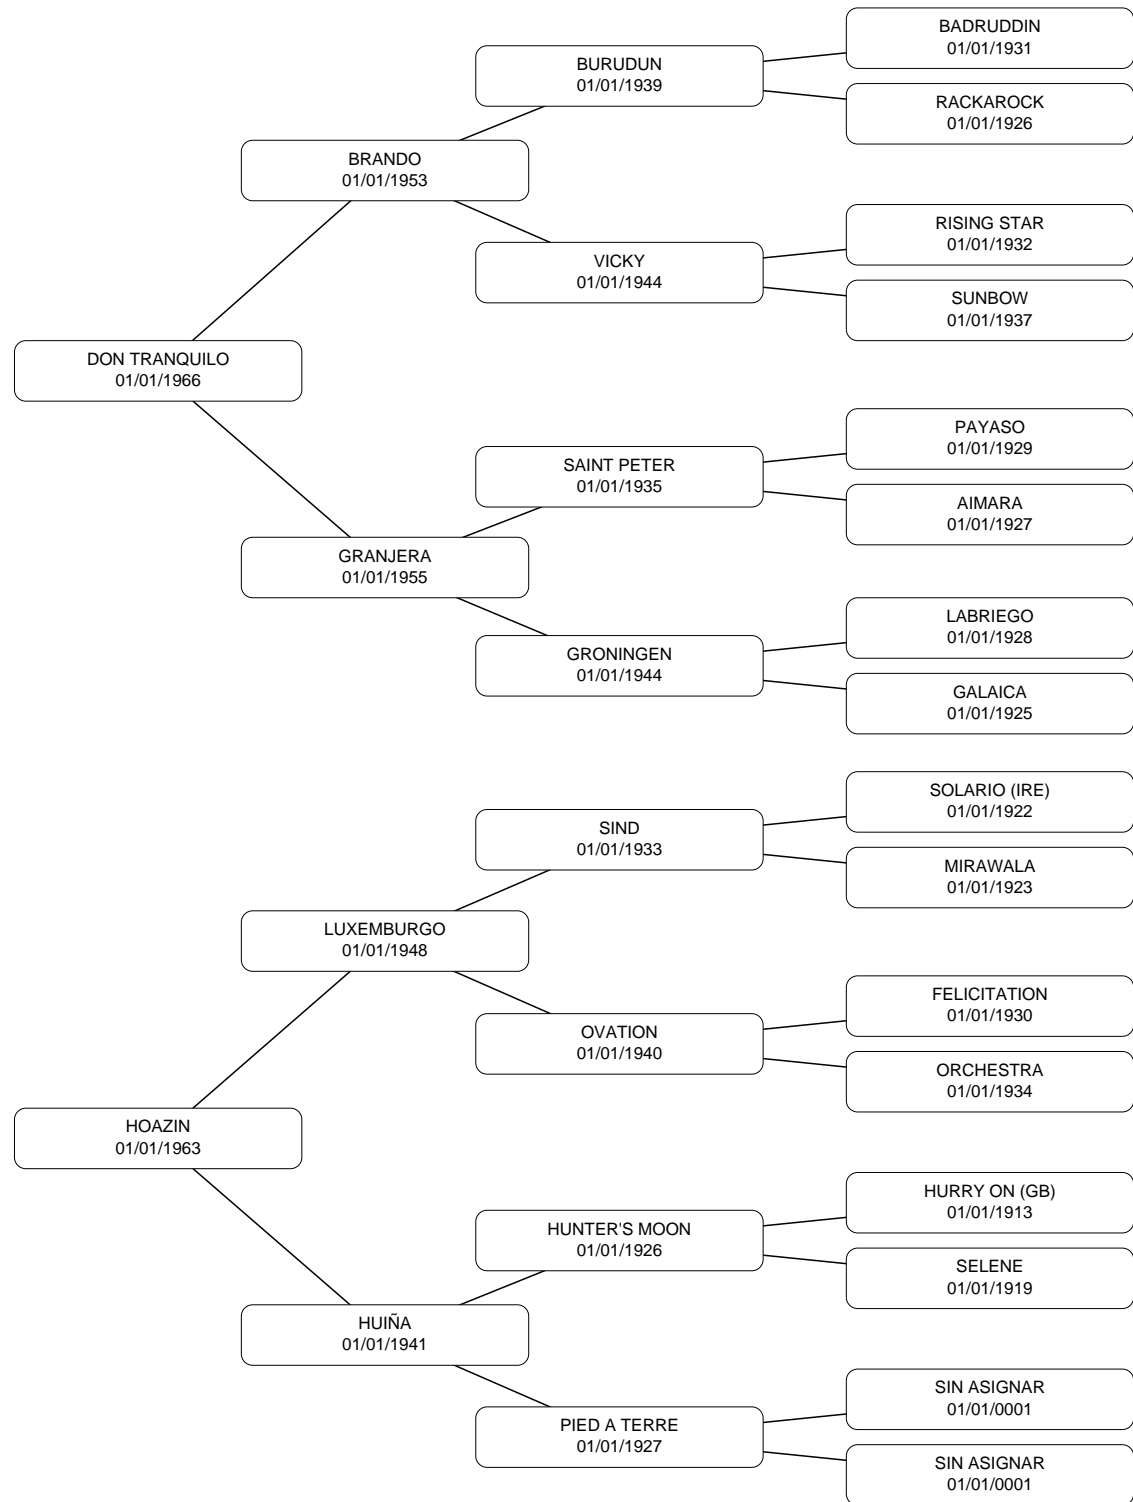 BADRUDDIN
01/01/1931
BURUDUN
01/01/1939
RACKAROCK
01/01/1926
BRANDO
01/01/1953
RISING STAR
01/01/1932
VICKY
01/01/1944
SUNBOW
01/01/1937
DON TRANQUILO
01/01/1966
PAYASO
01/01/1929
SAINT PETER
01/01/1935
AIMARA
01/01/1927
GRANJERA
01/01/1955
LABRIEGO
01/01/1928
GRONINGEN
01/01/1944
GALAICA
01/01/1925
SOLARIO (IRE)
01/01/1922
SIND
01/01/1933
MIRAWALA
01/01/1923
LUXEMBURGO
01/01/1948
FELICITATION
01/01/1930
OVATION
01/01/1940
ORCHESTRA
01/01/1934
HOAZIN
01/01/1963
HURRY ON (GB)
01/01/1913
HUNTER'S MOON
01/01/1926
SELENE
01/01/1919
HUIÑA
01/01/1941
SIN ASIGNAR
01/01/0001
PIED A TERRE
01/01/1927
SIN ASIGNAR
01/01/0001